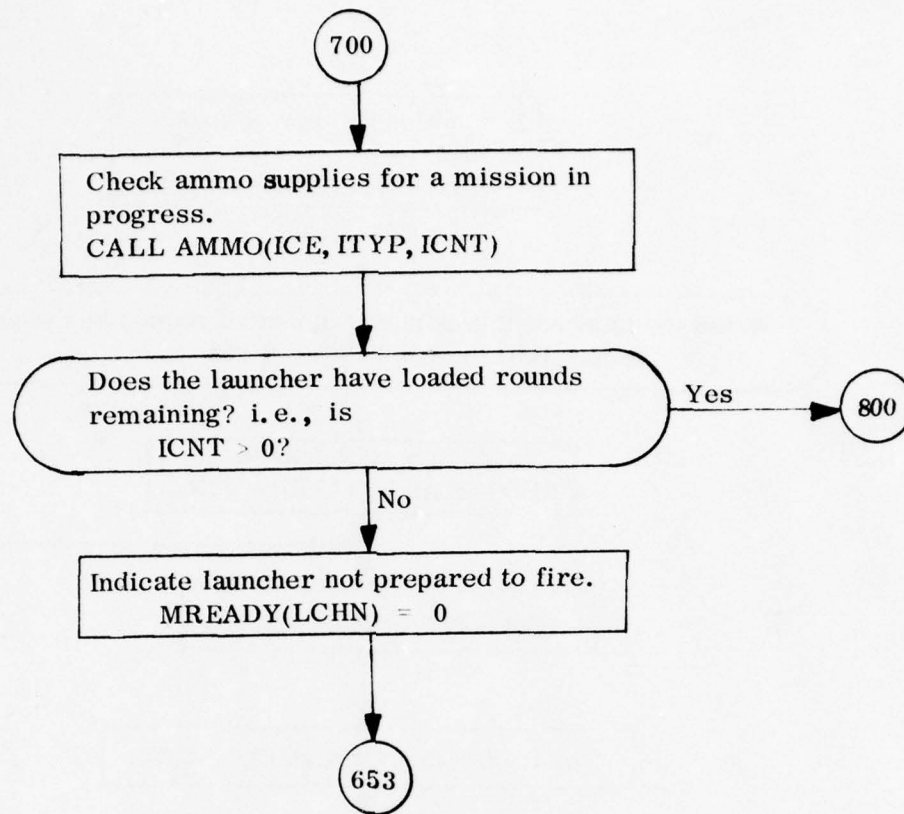 700
Check ammo supplies for a mission in
progress.
CALL AMMO(ICE, ITYP, ICNT)
Does the launcher have loaded rounds
remaining? i.e., is
ICNT > 0?
Yes
800
No
Indicate launcher not prepared to fire.
MREADY(LCHN) = 0
653